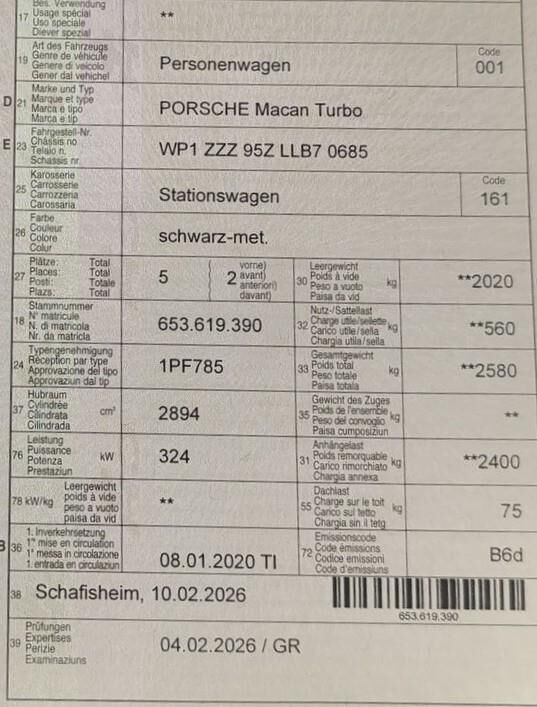 Bes. Verwendung
17 Usage spécial
Uso speciale
Diever spezial
**
19 Art des Fahrzeugs
Genre de véhicule
Genere di veicolo
Gener dal vehichel
Personenwagen
Code
001
D 21 Marke und Typ
Marque et type
Marca e tipo
Marca e tip
PORSCHE Macan Turbo
E 23 Fahrgestell-Nr.
Châssis no
Telaio n.
Schassis nr.
WP1 ZZZ 95Z LLB7 0685
25 Karosserie
Carrosserie
Carrozzeria
Carossaria
Stationswagen
Code
161
26 Farbe
Couleur
Colore
Colur
schwarz-met.
27 Plätze: Total
Places: Total
Posti: Totale
Plazs: Total
5
2
vorne)
avant)
anteriori)
davant)
30 Leergewicht
Poids à vide
Peso a vuoto
Paisa da vid
kg
**2020
18 Stammnummer
N° matricule
N. di matricola
Nr. da matricla
653.619.390
32 Nutz-/Sattellast
Charge utile/sellette
Carico utile/sella
Chargia utila/sella
kg
**560
24 Typengenehmigung
Réception par type
Approvazione del tipo
Approvaziun dal tip
1PF785
33 Gesamtgewicht
Poids total
Peso totale
Paisa totala
kg
**2580
37 Hubraum
Cylindrée
Cilindrata
Cilindrada
cm³
2894
35 Gewicht des Zuges
Poids de l'ensemble
Peso del convoglio
Paisa cumposiziun
kg
**
76 Leistung
Puissance
Potenza
Prestaziun
kW
324
31 Anhängelast
Poids remorquable
Carico rimorchiato
Chargia annexa
kg
**2400
78 kW/kg
Leergewicht
poids à vide
peso a vuoto
paisa da vid
**
55 Dachlast
Charge sur le toit
Carico sul tetto
Chargia sin il tetg
kg
75
B 36 1. Inverkehrsetzung
1re mise en circulation
1a messa in circolazione
1. entrada en circulaziun
08.01.2020 TI
72 Emissionscode
Code émissions
Codice emissioni
Code d'emissiuns
B6d
38 Schafisheim, 10.02.2026
653.619.390
39 Prüfungen
Expertises
Perizie
Examinaziuns
04.02.2026 / GR